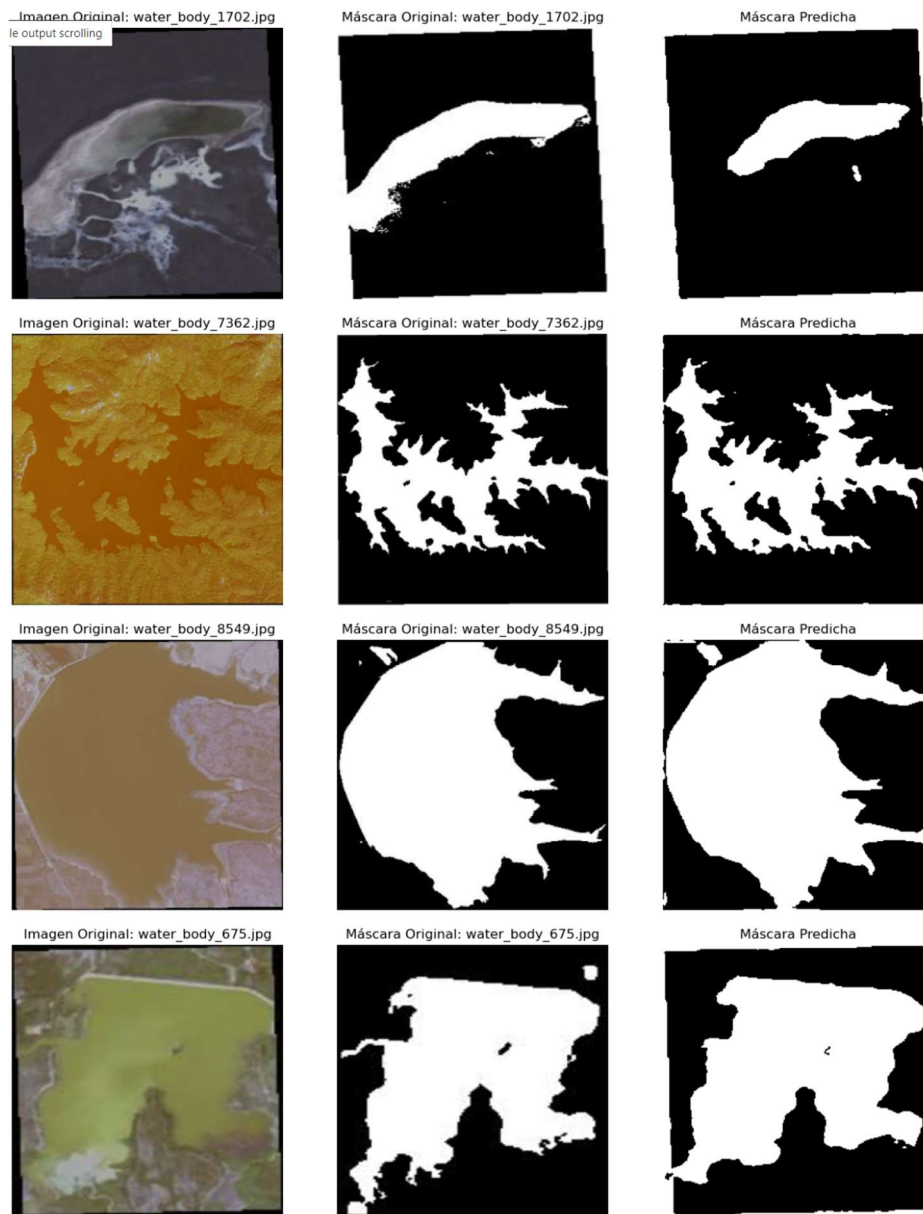 Imagen Original: water_body_1702.jpg
Máscara Original: water_body_1702.jpg
Máscara Predicha
le output scrolling
Imagen Original: water_body_7362.jpg
Máscara Original: water_body_7362.jpg
Máscara Predicha
Imagen Original: water_body_8549.jpg
Máscara Original: water_body_8549.jpg
Máscara Predicha
Imagen Original: water_body_675.jpg
Máscara Original: water_body_675.jpg
Máscara Predicha